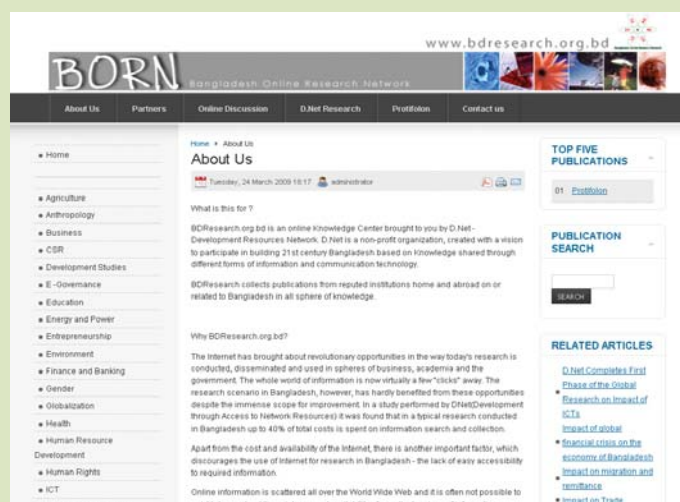 www.bdresearch.org.bd
BORN
Bangladesh Online Research Network
About Us Partners Online Discussion D.Net Research Protifolon Contact us
Home
Agriculture
Anthropology
Business
CSR
Development Studies
E-Governance
Education
Energy and Power
Entrepreneurship
Environment
Finance and Banking
Gender
Globalization
Health
Human Resource
Development
Human Rights
ICT
Home About Us
About Us
Tuesday, 24 March 2009 18:17 administrator
What is this for ?
BDResearch.org.bd is an online Knowledge Center brought to you by D.Net-
Development Resources Network. D.Net is a non-profit organization, created with a vision
to participate in building 21st century Bangladesh based on Knowledge shared through
different forms of information and communication technology.
BDResearch collects publications from reputed institutions home and abroad on or
related to Bangladesh in all sphere of knowledge.
Why BDResearch.org.bd?
The Internet has brought about revolutionary opportunities in the way today's research is
conducted, disseminated and used in spheres of business, academia and the
government. The whole world of information is now virtually a few "clicks" away. The
research scenario in Bangladesh, however, has hardly benefited from these opportunities
despite the immense scope for improvement. In a study performed by DNet(Development
through Access to Network Resources) it was found that in a typical research conducted
in Bangladesh up to 40% of total costs is spent on information search and collection.
Apart from the cost and availability of the Internet, there is another important factor, which
discourages the use of Internet for research in Bangladesh - the lack of easy accessibility
to required information.
Online information is scattered all over the World Wide Web and it is often not possible to
TOP FIVE
PUBLICATIONS
01 Protifolon
PUBLICATION
SEARCH
SEARCH
RELATED ARTICLES
D.Net Completes First
Phase of the Global
Research on Impact of
ICTs
Impact of global
financial crisis on the
economy of Bangladesh
Impact on migration and
remittance
Impact on Trade